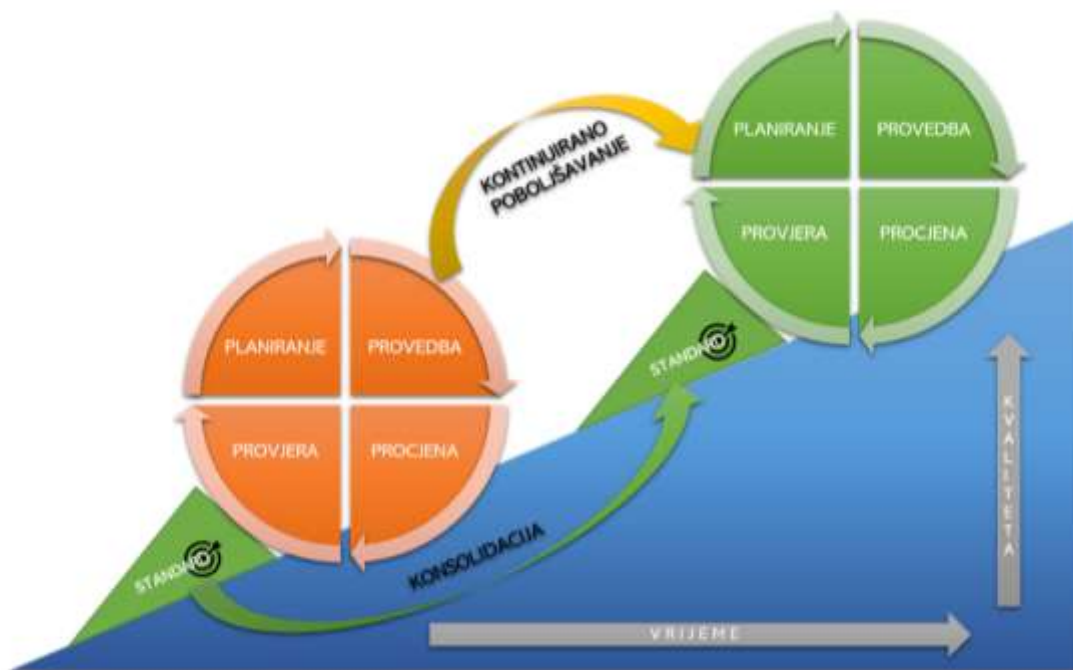 PLANIRANJE
PROVEDBA
PROVJERA
PROCJENA
KONTINUIRANO
POBOLJŠAVANJE
PLANIRANJE
PROVEDBA
PROVJERA
PROCJENA
STANDARD
STANDARD
KONSOLIDACIJA
KVALITETA
VRIJEME